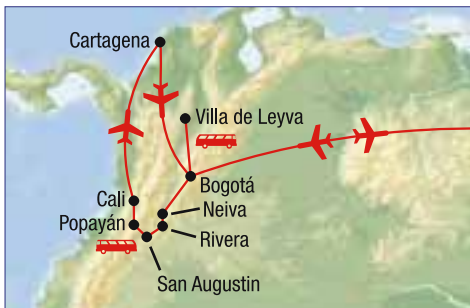 Cartagena
Villa de Leyva
Bogotá
Cali
Neiva
Popayán
Rivera
San Augustin